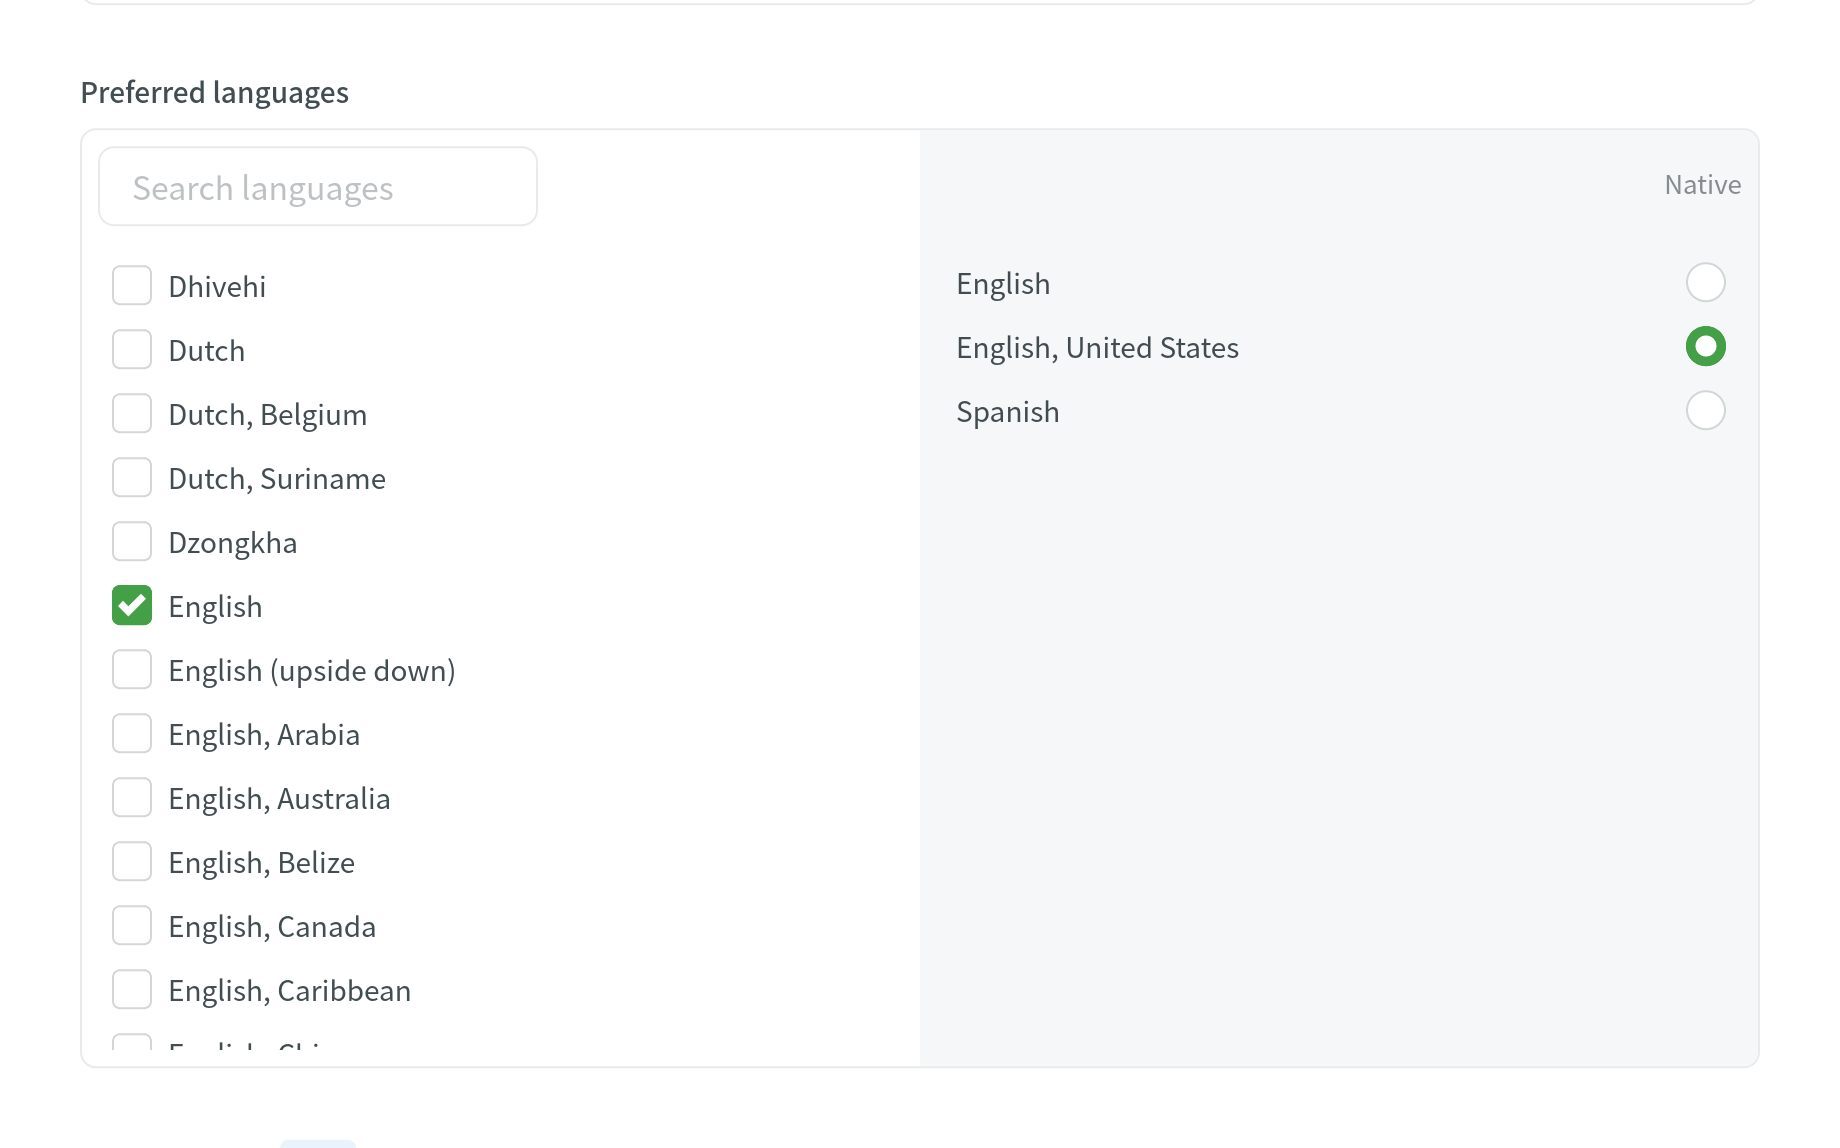 Preferred languages
Search languages
Dhivehi
Dutch
Dutch, Belgium
Dutch, Suriname
Dzongkha
English
English (upside down)
English, Arabia
English, Australia
English, Belize
English, Canada
English, Caribbean
Native
English
English, United States
Spanish